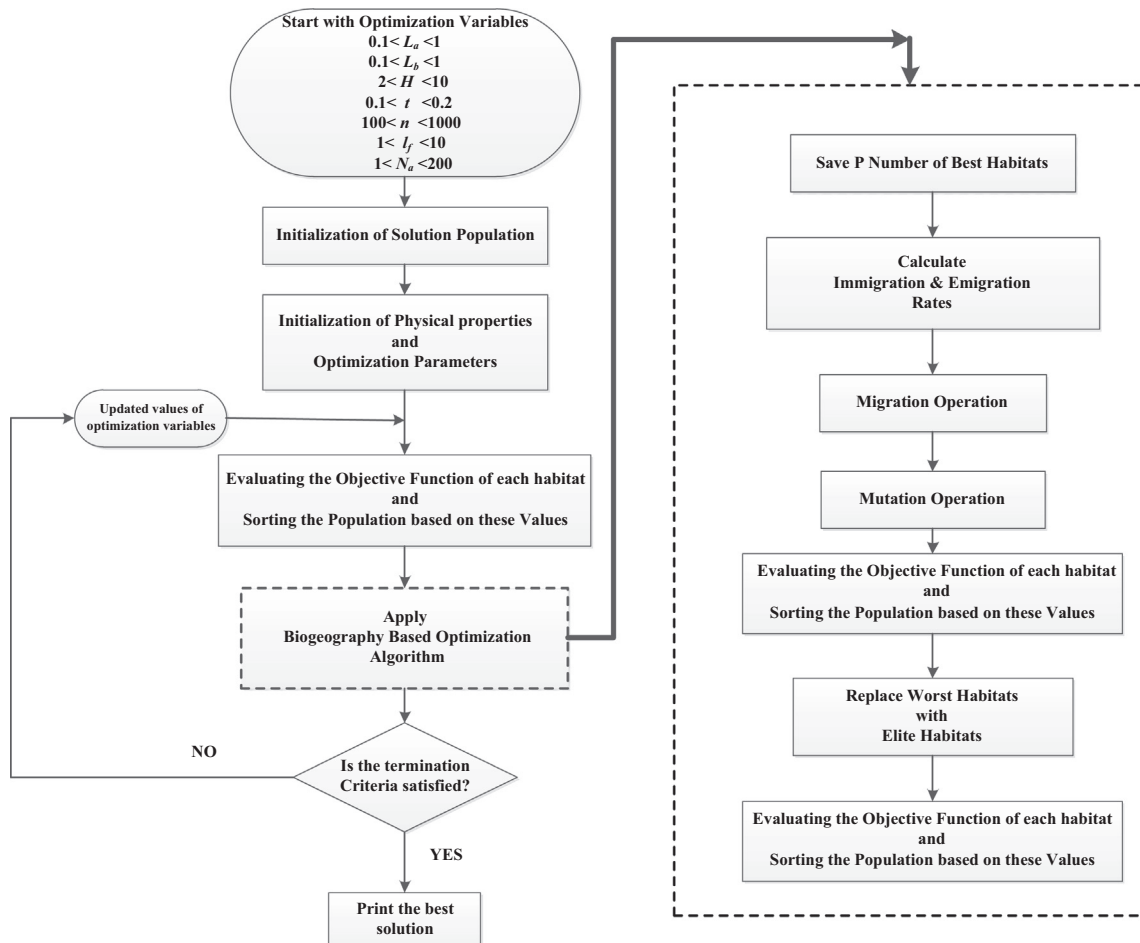 Start with Optimization Variables
0.1< La <1
0.1< Lb <1
2< H <10
0.1< t <0.2
100< n <1000
1< lf <10
1< Na <200
Initialization of Solution Population
Initialization of Physical properties
and
Optimization Parameters
Updated values of
optimization variables
Evaluating the Objective Function of each habitat
and
Sorting the Population based on these Values
Apply
Biogeography Based Optimization
Algorithm
NO
Is the termination
Criteria satisfied?
YES
Print the best
solution
Save P Number of Best Habitats
Calculate
Immigration & Emigration
Rates
Migration Operation
Mutation Operation
Evaluating the Objective Function of each habitat
and
Sorting the Population based on these Values
Replace Worst Habitats
with
Elite Habitats
Evaluating the Objective Function of each habitat
and
Sorting the Population based on these Values